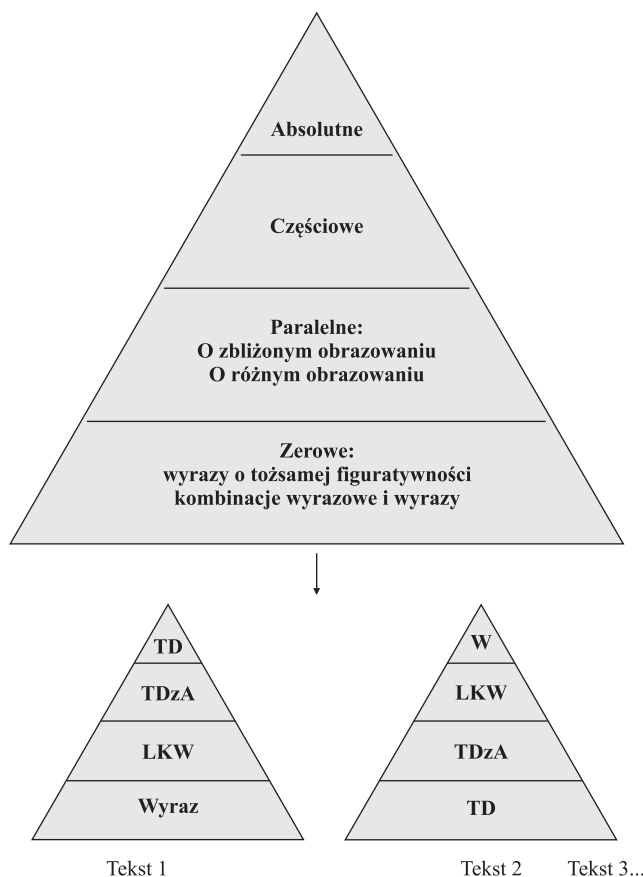 Absolutne
Częściowe
Paralelne:
O zbliżonym obrazowaniu
O różnym obrazowaniu
Zerowe:
wyrazy o tożsamej figuratywności
kombinacje wyrazowe i wyrazy
TD
TDzA
LKW
Wyraz
Tekst 1
W
LKW
TDzA
TD
Tekst 2
Tekst 3...